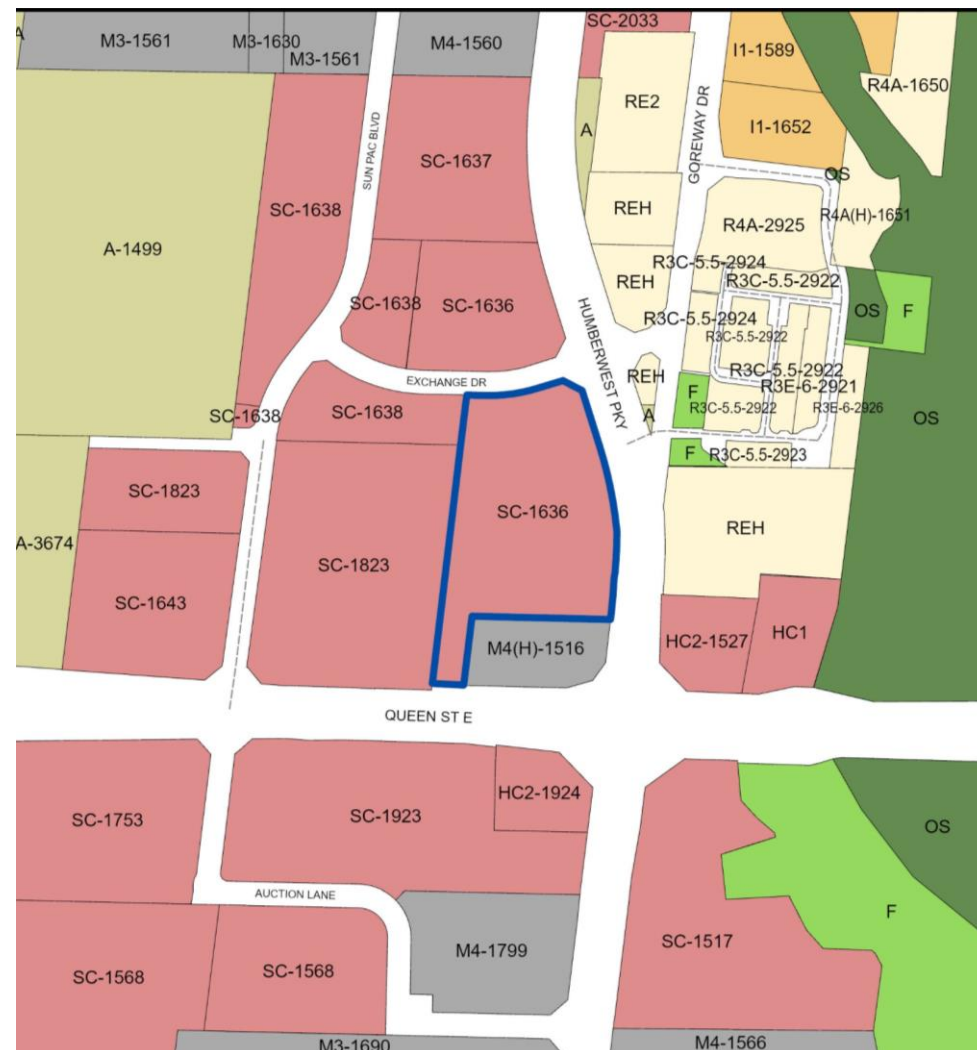 A
M3-1561
M3-1630
M3-1561
M4-1560
SC-2033
I1-1589
R4A-1650
RE2
GOREWAY DR
I1-1652
A
SUN PAC BLVD
SC-1637
OS
SC-1638
REH
R4A-2925
R4A(H)-1651
A-1499
R3C-5.5-2924
R3C-5.5-2922
REH
SC-1638
SC-1636
R3C-5.5-2924
OS
F
R3C-5.5-2922
HUMBERWEST PKY
REH
R3C-5.5-2922
EXCHANGE DR
R3E-6-2921
F
SC-1638
SC-1638
A
R3C-5.5-2922
R3E-6-2926
OS
F
R3C-5.5-2923
SC-1823
SC-1636
REH
A-3674
SC-1823
SC-1643
HC2-1527
HC1
M4(H)-1516
QUEEN ST E
SC-1753
SC-1923
HC2-1924
OS
AUCTION LANE
F
SC-1568
SC-1568
M4-1799
SC-1517
M3-1690
M4-1566